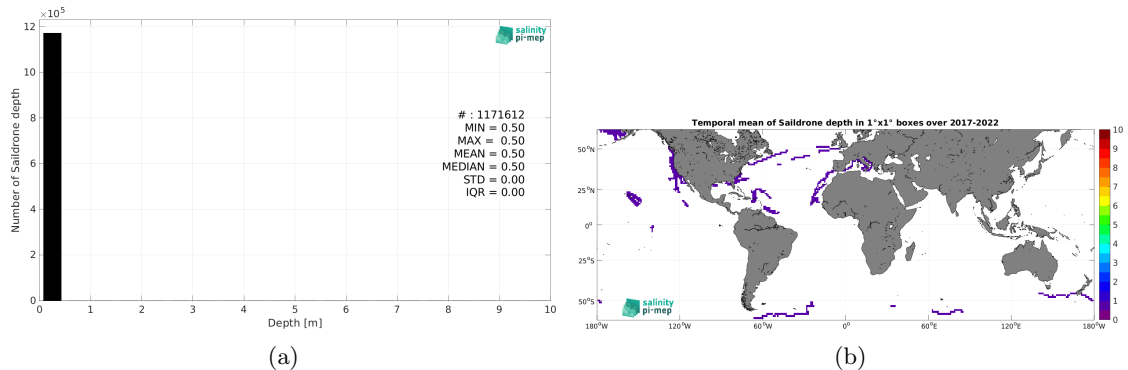 ×10⁵
12
10
8
6
4
2
0
Number of Saildrone depth
0 1 2 3 4 5 6 7 8 9 10
Depth [m]
salinity
pi-mep
# : 1171612
MIN = 0.50
MAX = 0.50
MEAN = 0.50
MEDIAN = 0.50
STD = 0.00
IQR = 0.00
(a)
Temporal mean of Saildrone depth in 1°x1° boxes over 2017-2022
50°N
25°N
0°
25°S
50°S
180°W 120°W 60°W 0° 60°E 120°E 180°W
10
9
8
7
6
5
4
3
2
1
0
salinity
pi-mep
(b)